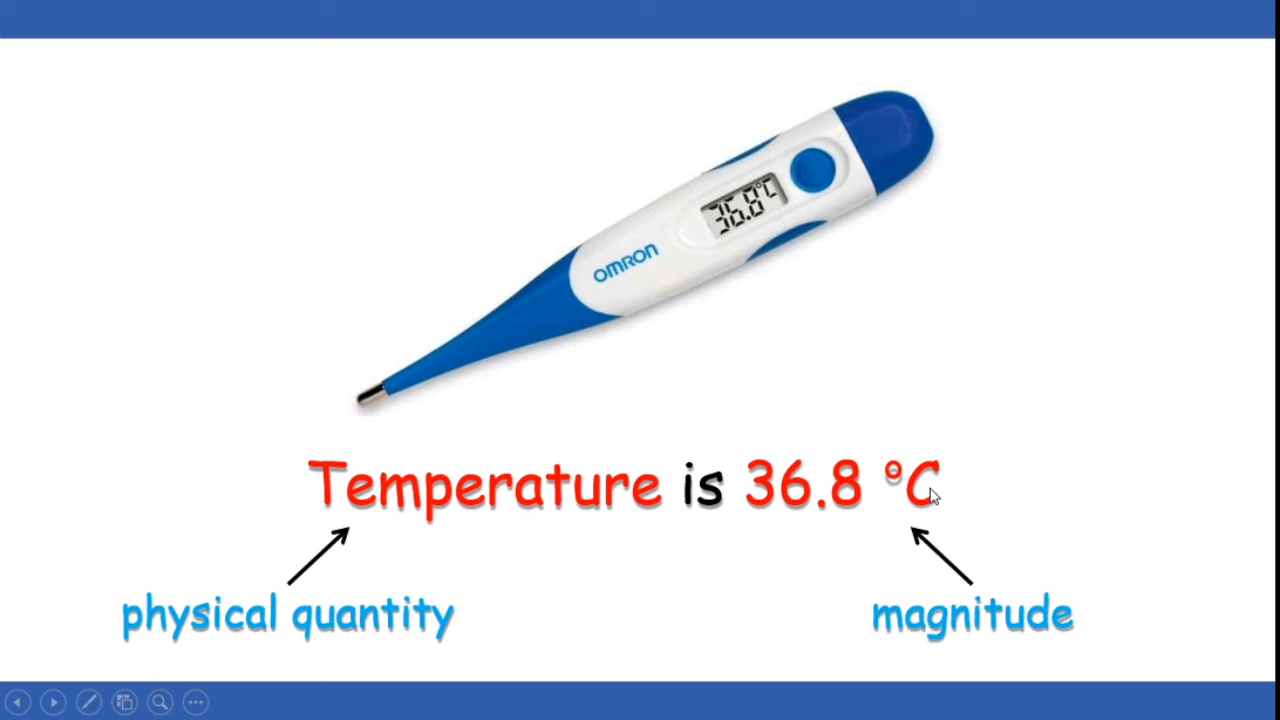 36.8°C
OMRON
Temperature is 36.8 °C
physical quantity
magnitude